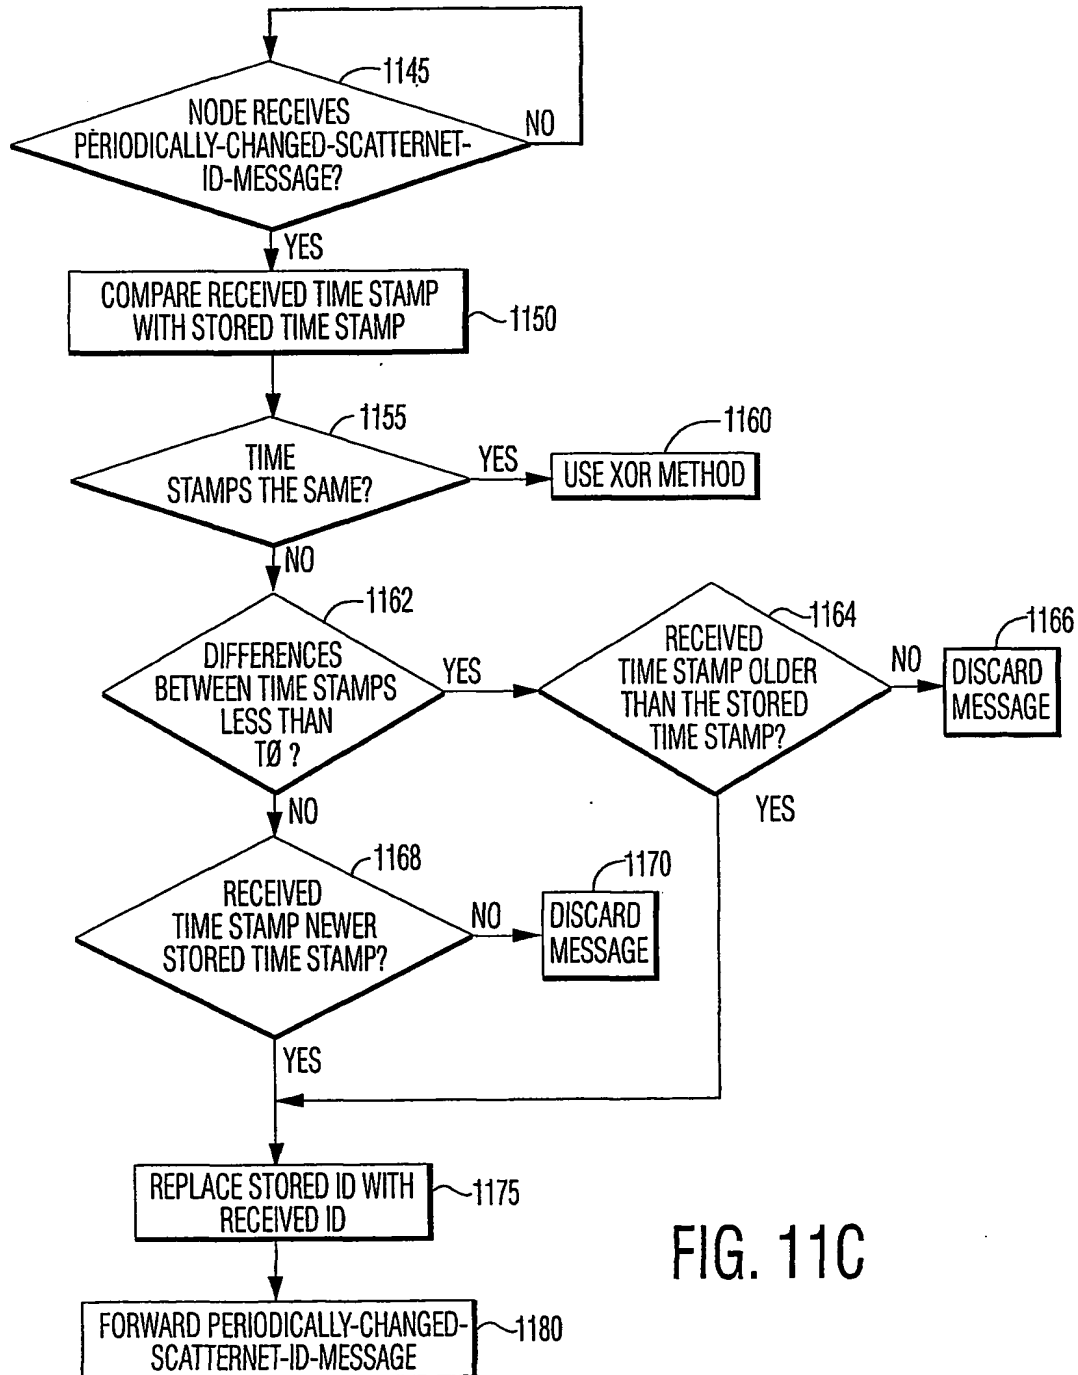 1145
NODE RECEIVES
PERIODICALLY-CHANGED-SCATTERNET-
ID-MESSAGE?
NO
YES
COMPARE RECEIVED TIME STAMP
WITH STORED TIME STAMP
1150
1155
TIME
STAMPS THE SAME?
YES
1160
USE XOR METHOD
NO
1162
DIFFERENCES
BETWEEN TIME STAMPS
LESS THAN
TØ ?
YES
1164
RECEIVED
TIME STAMP OLDER
THAN THE STORED
TIME STAMP?
NO
1166
DISCARD
MESSAGE
YES
NO
1168
RECEIVED
TIME STAMP NEWER
STORED TIME STAMP?
NO
1170
DISCARD
MESSAGE
YES
REPLACE STORED ID WITH
RECEIVED ID
1175
FORWARD PERIODICALLY-CHANGED-
SCATTERNET-ID-MESSAGE
1180
FIG. 11C